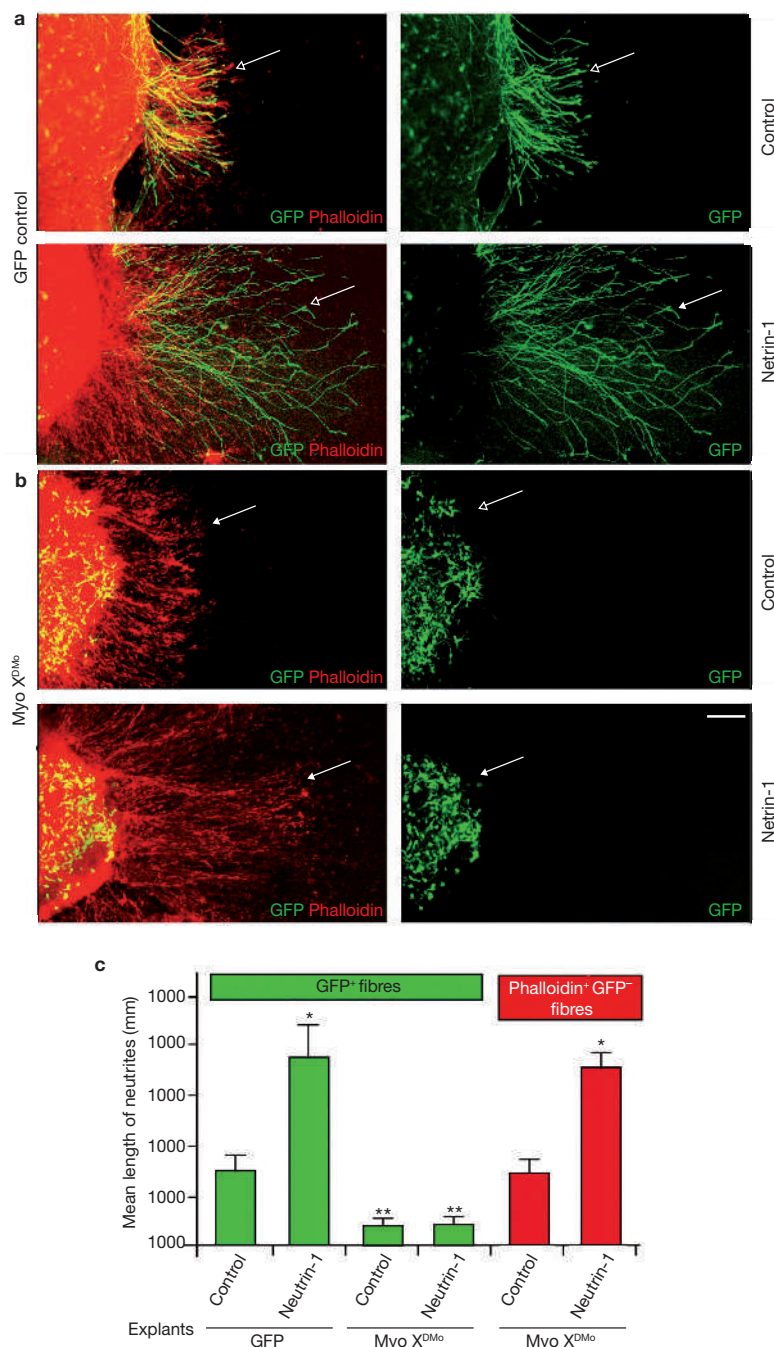 a
GFP control
GFP Phalloidin
GFP
Control
GFP Phalloidin
GFP
Netrin-1
b
Myo X^DMo
GFP Phalloidin
GFP
Control
GFP Phalloidin
GFP
Netrin-1
c
GFP+ fibres
Phalloidin+ GFP−
fibres
Mean length of neutrites (mm)
1000
1000
1000
1000
1000
1000
*
** **
*
Control
Neutrin-1
Control
Neutrin-1
Control
Neutrin-1
Explants
GFP
Myo X^DMo
Myo X^DMo